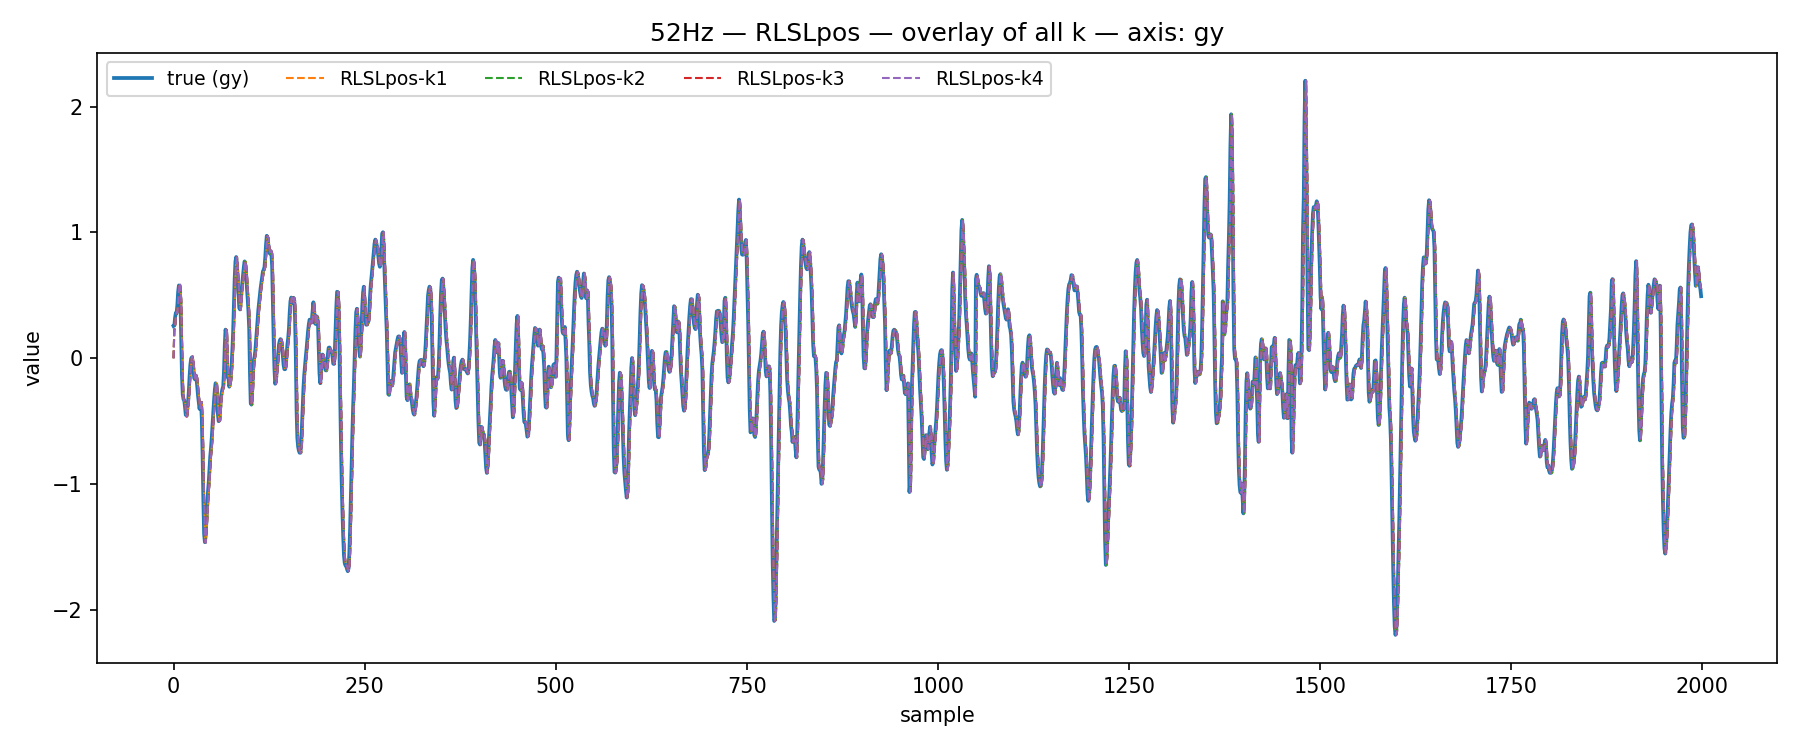 52Hz — RLSLpos — overlay of all k — axis: gy
true (gy) RLSLpos-k1 RLSLpos-k2 RLSLpos-k3 RLSLpos-k4
2
1
0
−1
−2
value
0 250 500 750 1000 1250 1500 1750 2000
sample